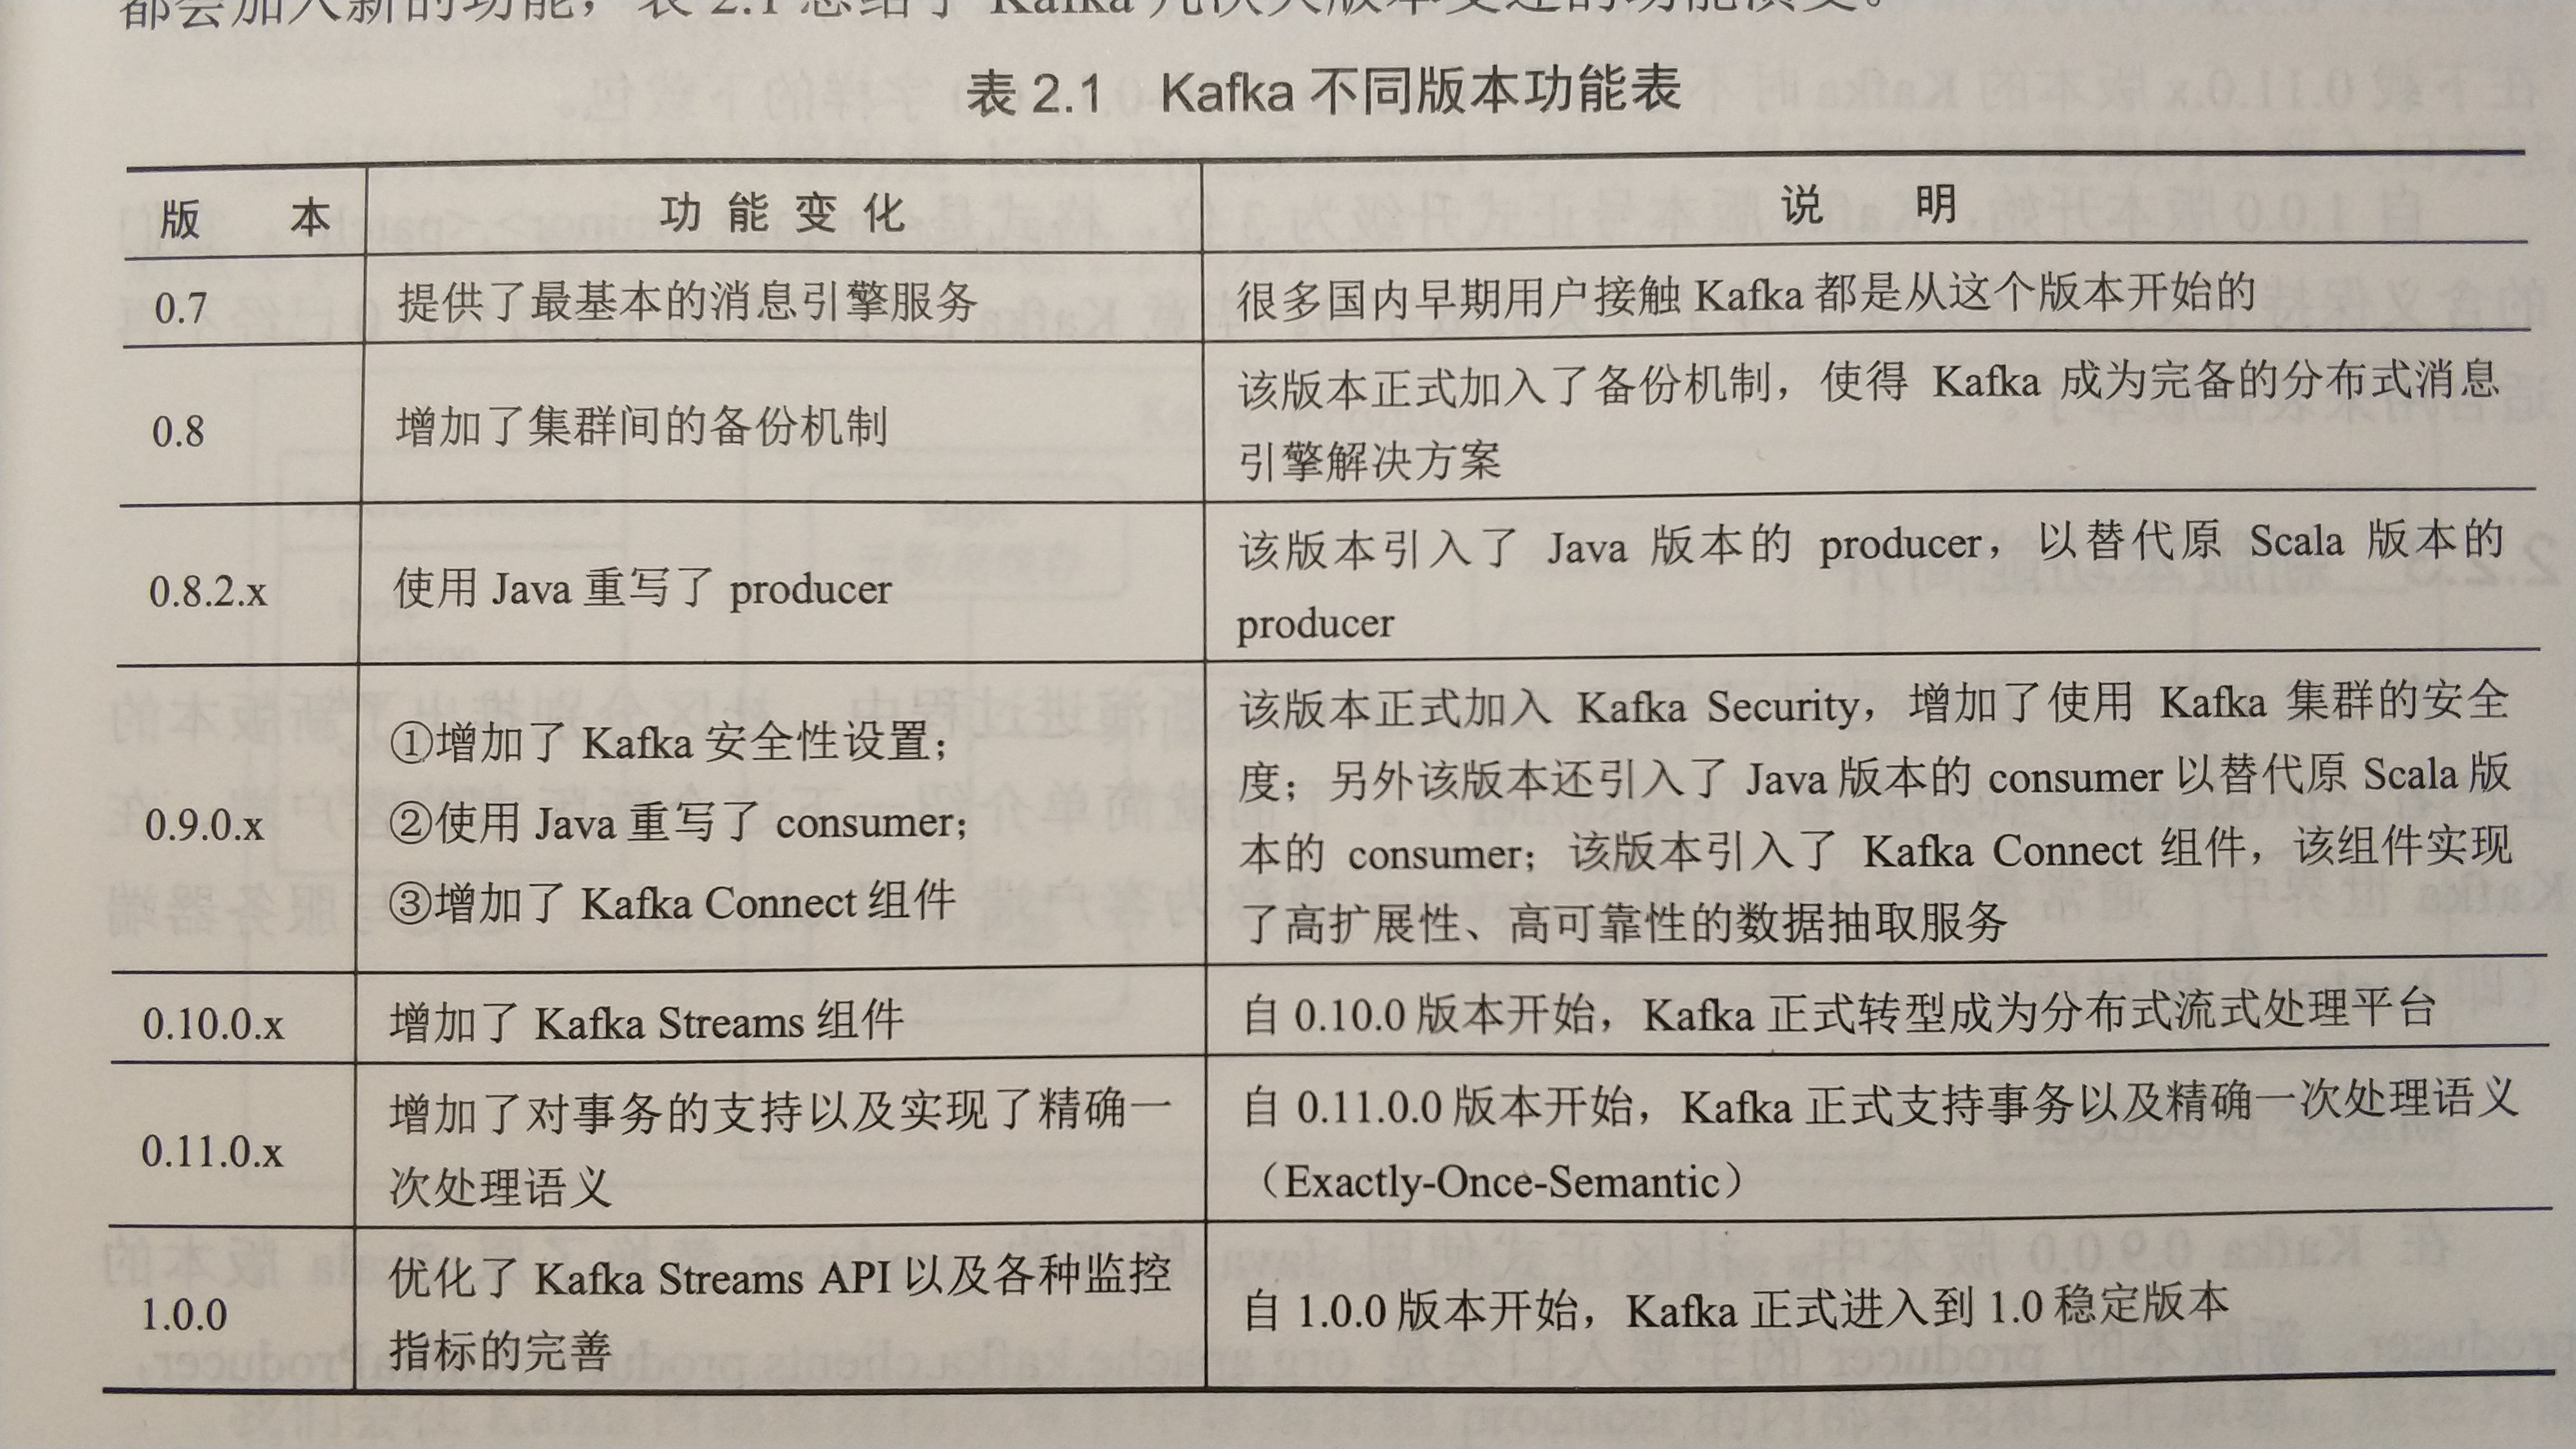 都会加入新的功能，表 2.1 总结了 Kafka 几次大版本变迁的功能演变。
表 2.1 Kafka 不同版本功能表
版 本 功 能 变 化 说 明
0.7 提供了最基本的消息引擎服务 很多国内早期用户接触 Kafka 都是从这个版本开始的
0.8 增加了集群间的备份机制 该版本正式加入了备份机制，使得 Kafka 成为完备的分布式消息
引擎解决方案
0.8.2.x 使用 Java 重写了 producer 该版本引入了 Java 版本的 producer，以替代原 Scala 版本的
producer
0.9.0.x
①增加了 Kafka 安全性设置；
②使用 Java 重写了 consumer；
③增加了 Kafka Connect 组件
该版本正式加入 Kafka Security，增加了使用 Kafka 集群的安全
度；另外该版本还引入了 Java 版本的 consumer 以替代原 Scala 版
本的 consumer；该版本引入了 Kafka Connect 组件，该组件实现
了高扩展性、高可靠性的数据抽取服务
0.10.0.x 增加了 Kafka Streams 组件 自 0.10.0 版本开始，Kafka 正式转型成为分布式流式处理平台
0.11.0.x
增加了对事务的支持以及实现了精确一
次处理语义
自 0.11.0.0 版本开始，Kafka 正式支持事务以及精确一次处理语义
（Exactly-Once-Semantic）
1.0.0
优化了 Kafka Streams API 以及各种监控
指标的完善
自 1.0.0 版本开始，Kafka 正式进入到 1.0 稳定版本